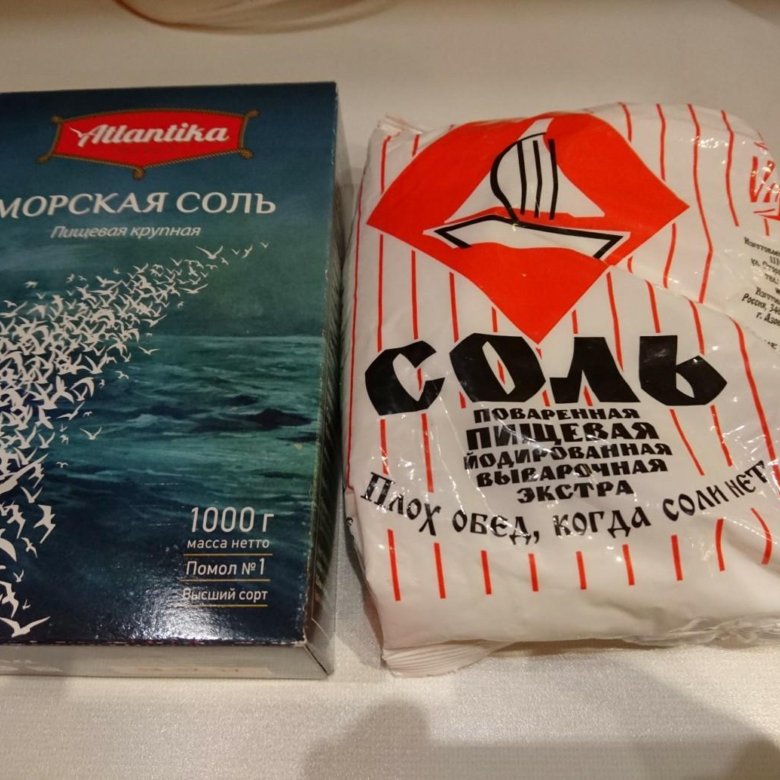 Atlantika
МОРСКАЯ СОЛЬ
Пищевая крупная
1000 г
масса нетто
Помол №1
Высший сорт
СОЛЬ
ПОВАРЕННАЯ
ПИЩЕВАЯ
ЙОДИРОВАННАЯ
ВЫВАРОЧНАЯ
ЭКСТРА
ПЛОХ ОБЕД, КОГДА СОЛИ НЕТ